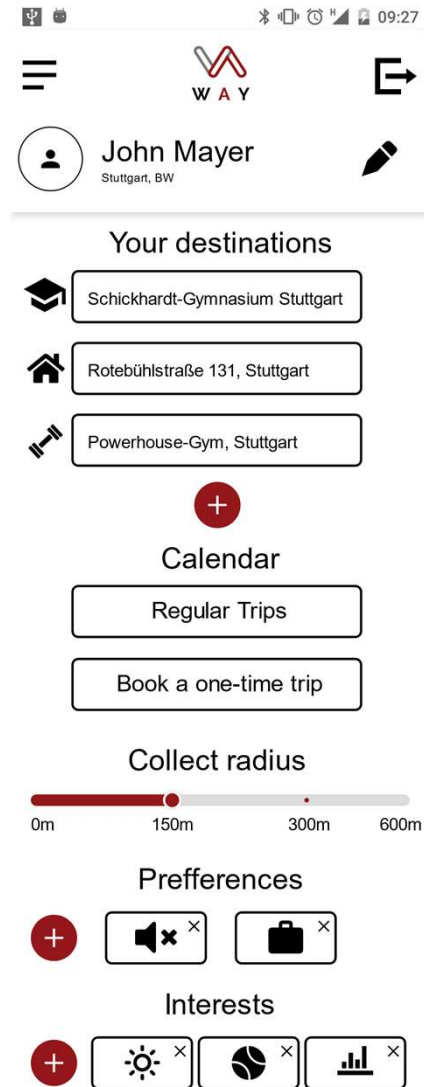 H
09:27
WAY
John Mayer
Stuttgart, BW
Your destinations
Schickhardt-Gymnasium Stuttgart
Rotebühlstraße 131, Stuttgart
Powerhouse-Gym, Stuttgart
Calendar
Regular Trips
Book a one-time trip
Collect radius
0m 150m 300m 600m
Prefferences
Interests